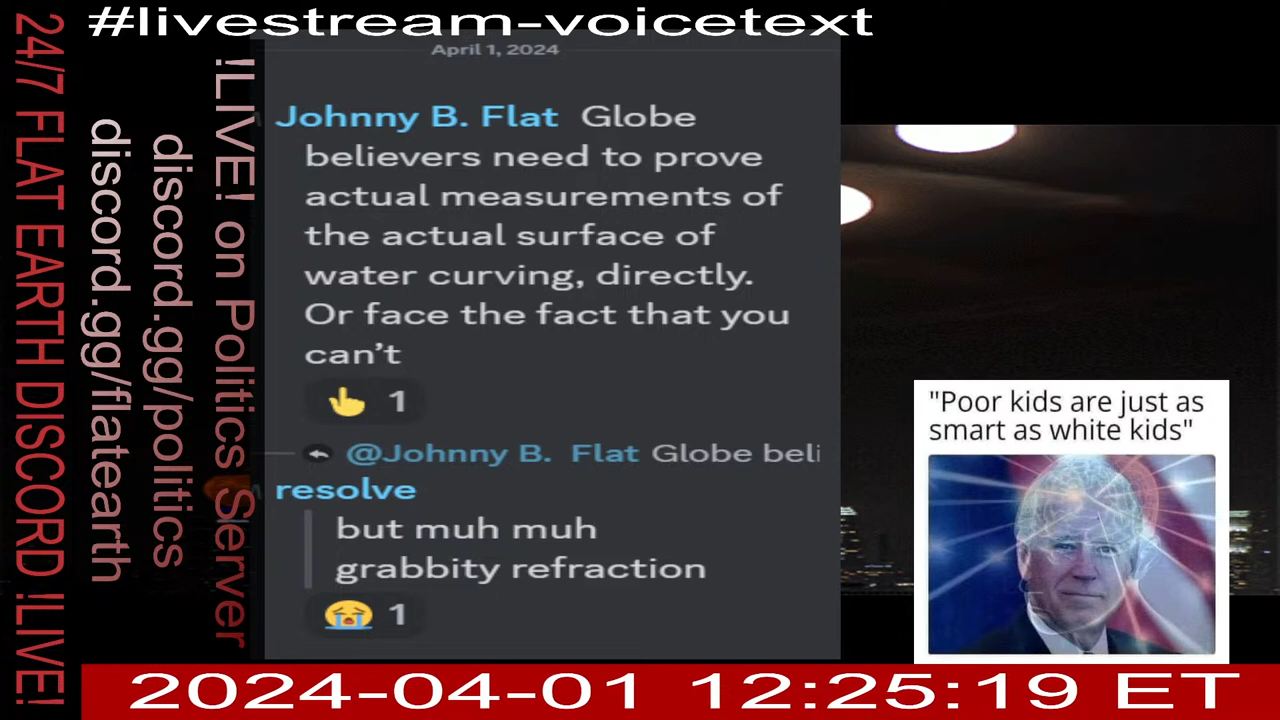 #livestream-voicetext
24/7 FLAT EARTH DISCORD !LIVE!
discord.gg/flatearth
discord.gg/politics
!LIVE! on Politics Server
April 1, 2024
Johnny B. Flat Globe
believers need to prove
actual measurements of
the actual surface of
water curving, directly.
Or face the fact that you
can’t
1
@Johnny B. Flat Globe beli
resolve
but muh muh
grabbity refraction
1
"Poor kids are just as
smart as white kids"
2024-04-01 12:25:19 ET